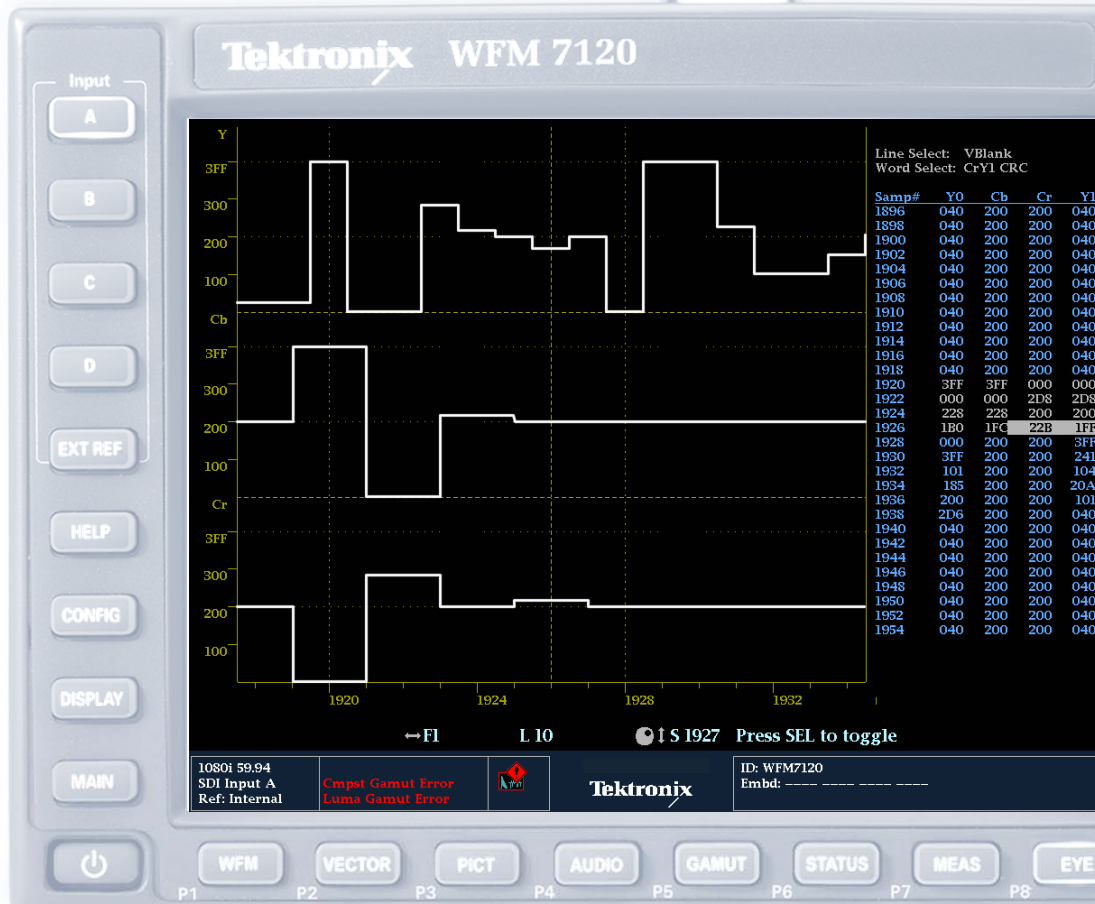 Tektronix WFM 7120
Input
A
B
C
D
EXT REF
HELP
CONFIG
DISPLAY
MAIN
Y
3FF
300
200
100
Cb
3FF
300
200
100
Cr
3FF
300
200
100
1920 1924 1928 1932
Line Select: VBlank
Word Select: CrY1 CRC
Samp# Y0 Cb Cr Y1
1896 040 200 200 040
1898 040 200 200 040
1900 040 200 200 040
1902 040 200 200 040
1904 040 200 200 040
1906 040 200 200 040
1908 040 200 200 040
1910 040 200 200 040
1912 040 200 200 040
1914 040 200 200 040
1916 040 200 200 040
1918 040 200 200 040
1920 3FF 3FF 000 000
1922 000 000 2D8 2D8
1924 228 228 200 200
1926 1B0 1FC 22B 1FF
1928 000 200 200 3FF
1930 3FF 200 200 241
1932 101 200 200 104
1934 185 200 200 20A
1936 200 200 200 101
1938 2D6 200 200 040
1940 040 200 200 040
1942 040 200 200 040
1944 040 200 200 040
1946 040 200 200 040
1948 040 200 200 040
1950 040 200 200 040
1952 040 200 200 040
1954 040 200 200 040
↔F1 L 10 ↕ S 1927 Press SEL to toggle
1080i 59.94
SDI Input A
Ref: Internal
Cmpst Gamut Error
Luma Gamut Error
Tektronix
ID: WFM7120
Embd: ---- ---- ---- ----
WFM VECTOR PICT AUDIO GAMUT STATUS MEAS EYE
P1 P2 P3 P4 P5 P6 P7 P8